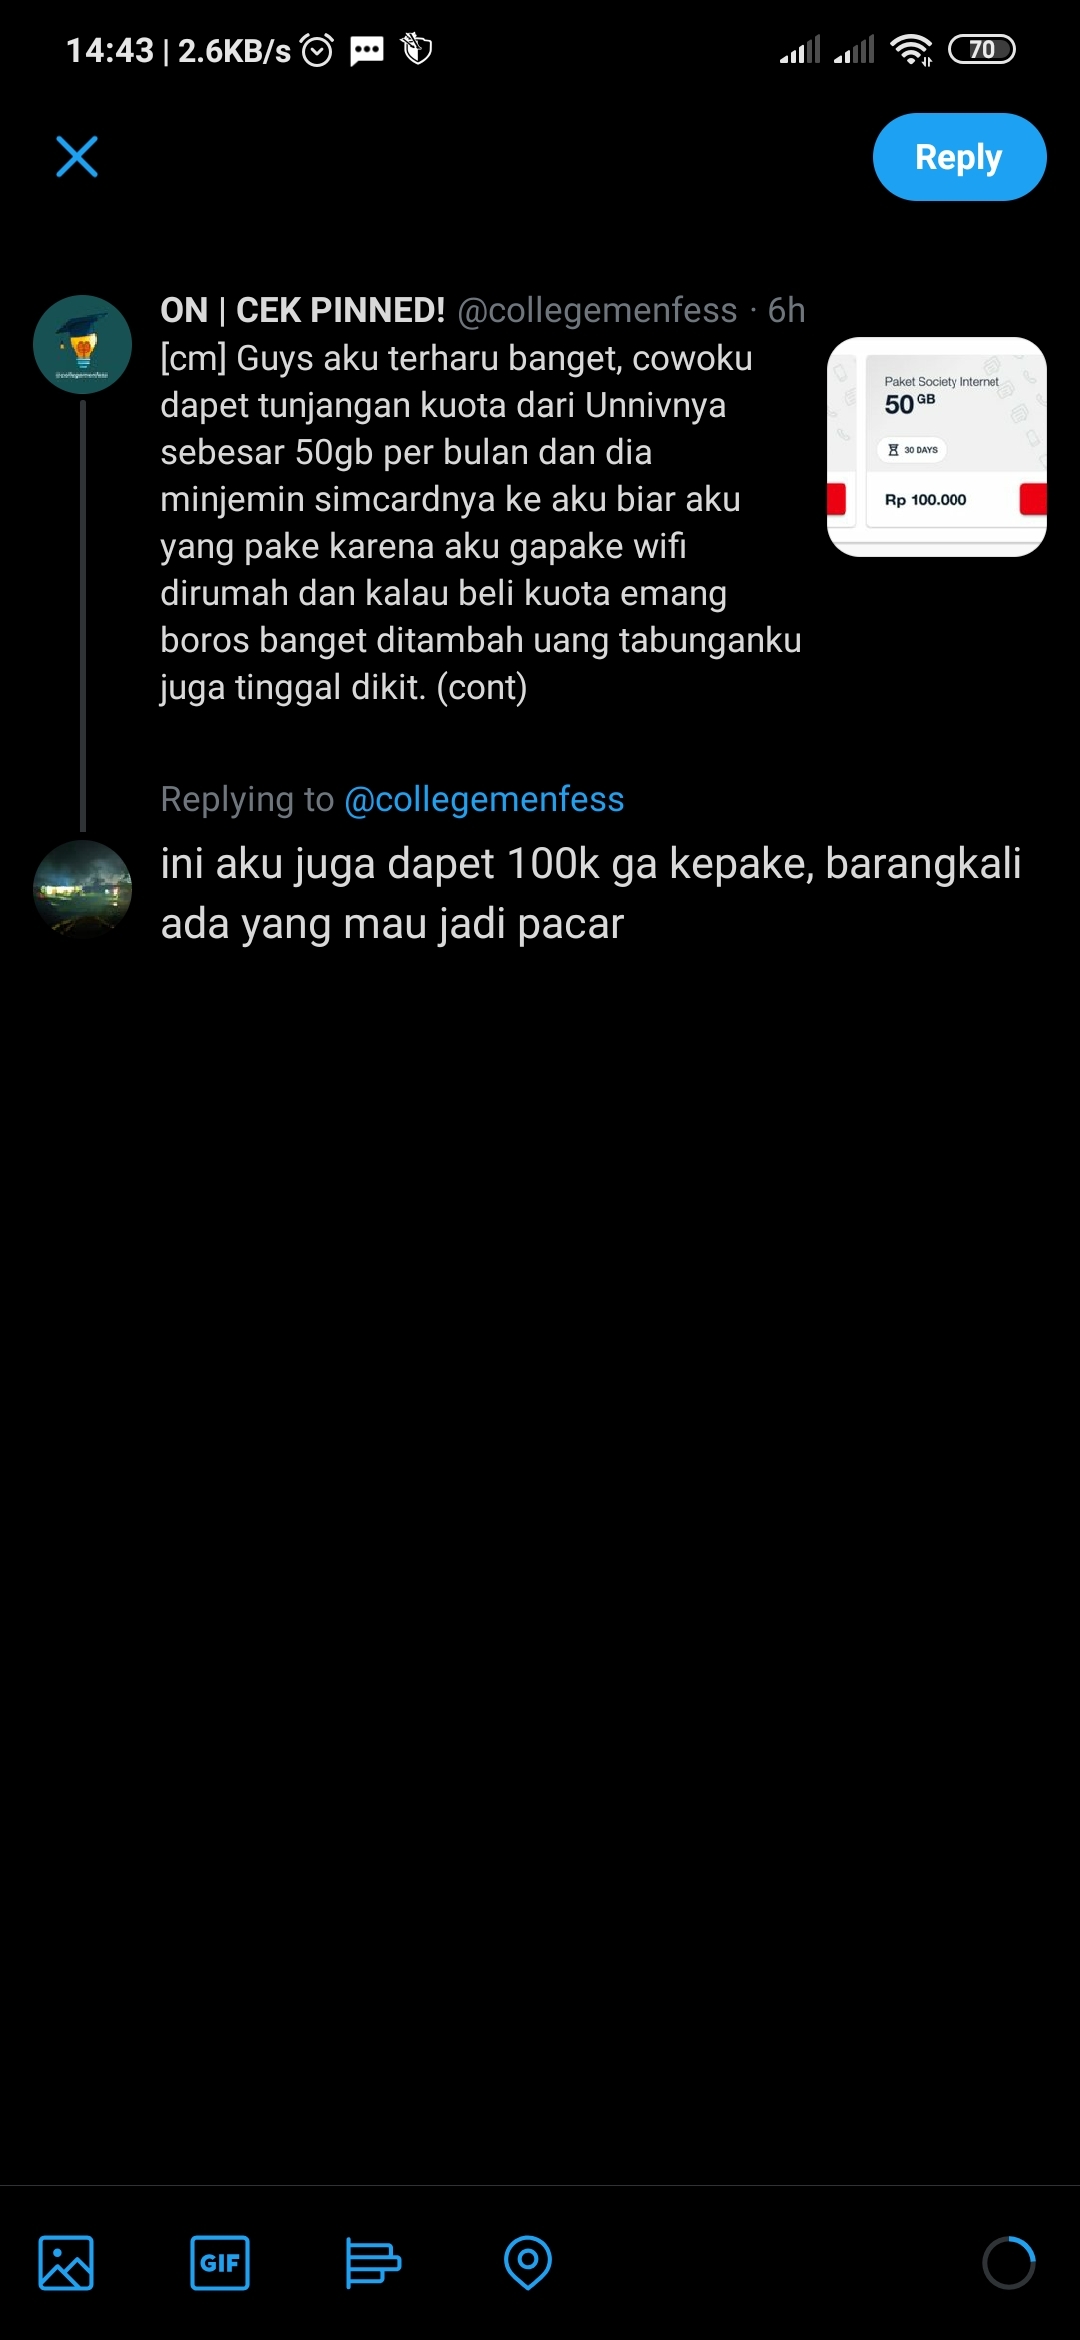 14:43 | 2.6KB/s
70
Reply
ON | CEK PINNED! @collegemenfess · 6h
[cm] Guys aku terharu banget, cowoku
dapet tunjangan kuota dari Unnivnya
sebesar 50gb per bulan dan dia
minjemin simcardnya ke aku biar aku
yang pake karena aku gapake wifi
dirumah dan kalau beli kuota emang
boros banget ditambah uang tabunganku
juga tinggal dikit. (cont)
Paket Society Internet
50 GB
30 DAYS
Rp 100.000
Replying to @collegemenfess
ini aku juga dapet 100k ga kepake, barangkali
ada yang mau jadi pacar
GIF